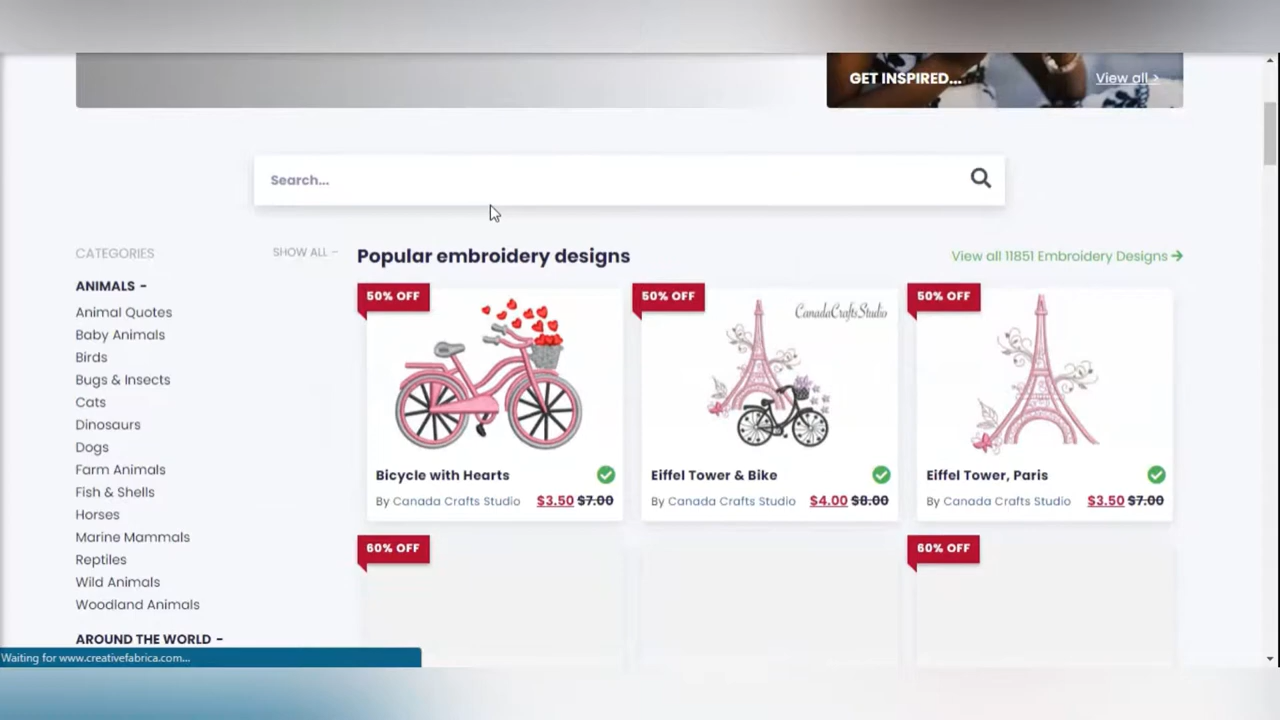 GET INSPIRED...
View all >
Search...
CATEGORIES
SHOW ALL -
Popular embroidery designs
View all 11851 Embroidery Designs →
ANIMALS -
Animal Quotes
Baby Animals
Birds
Bugs & Insects
Cats
Dinosaurs
Dogs
Farm Animals
Fish & Shells
Horses
Marine Mammals
Reptiles
Wild Animals
Woodland Animals
AROUND THE WORLD -
50% OFF
Bicycle with Hearts
By Canada Crafts Studio $3.50 $7.00
50% OFF
CanadaCraftsStudio
Eiffel Tower & Bike
By Canada Crafts Studio $4.00 $8.00
50% OFF
Eiffel Tower, Paris
By Canada Crafts Studio $3.50 $7.00
60% OFF
60% OFF
Waiting for www.creativefabrica.com...